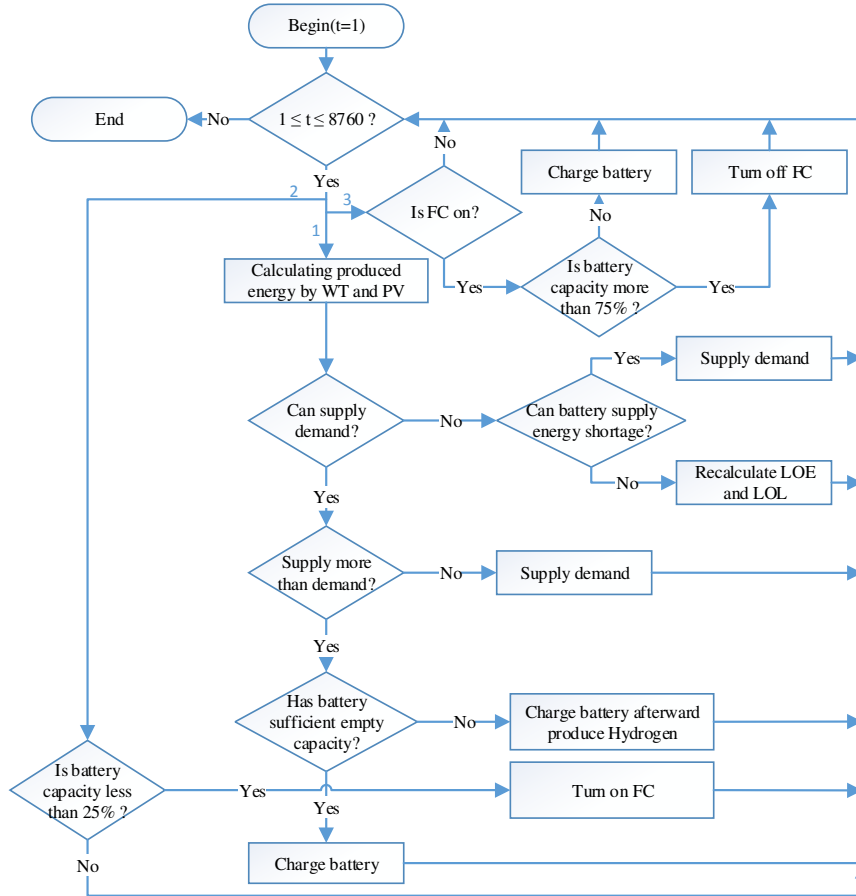 Begin(t=1)
End
No
1 ≤ t ≤ 8760 ?
No
Charge battery
Turn off FC
Yes
2
3
Is FC on?
No
1
Calculating produced
energy by WT and PV
Yes
Is battery
capacity more
than 75% ?
Yes
Yes
Supply demand
Can supply
demand?
No
Can battery supply
energy shortage?
No
Recalculate LOE
and LOL
Yes
Supply more
than demand?
No
Supply demand
Yes
Has battery
sufficient empty
capacity?
No
Charge battery afterward
produce Hydrogen
Is battery
capacity less
than 25% ?
Yes
Turn on FC
Yes
No
Charge battery